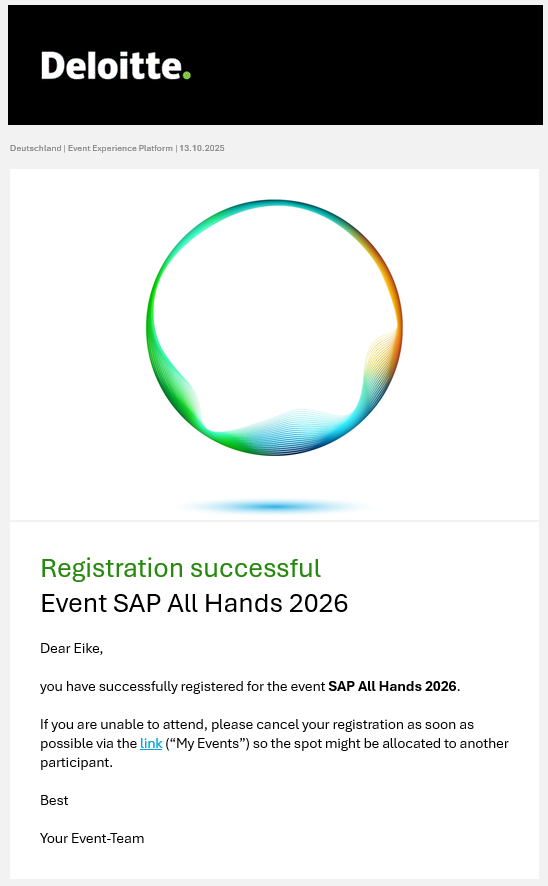 Deloitte.
Deutschland | Event Experience Platform | 13.10.2025
Registration successful
Event SAP All Hands 2026
Dear Eike,
you have successfully registered for the event SAP All Hands 2026.
If you are unable to attend, please cancel your registration as soon as
possible via the link (“My Events”) so the spot might be allocated to another
participant.
Best
Your Event-Team